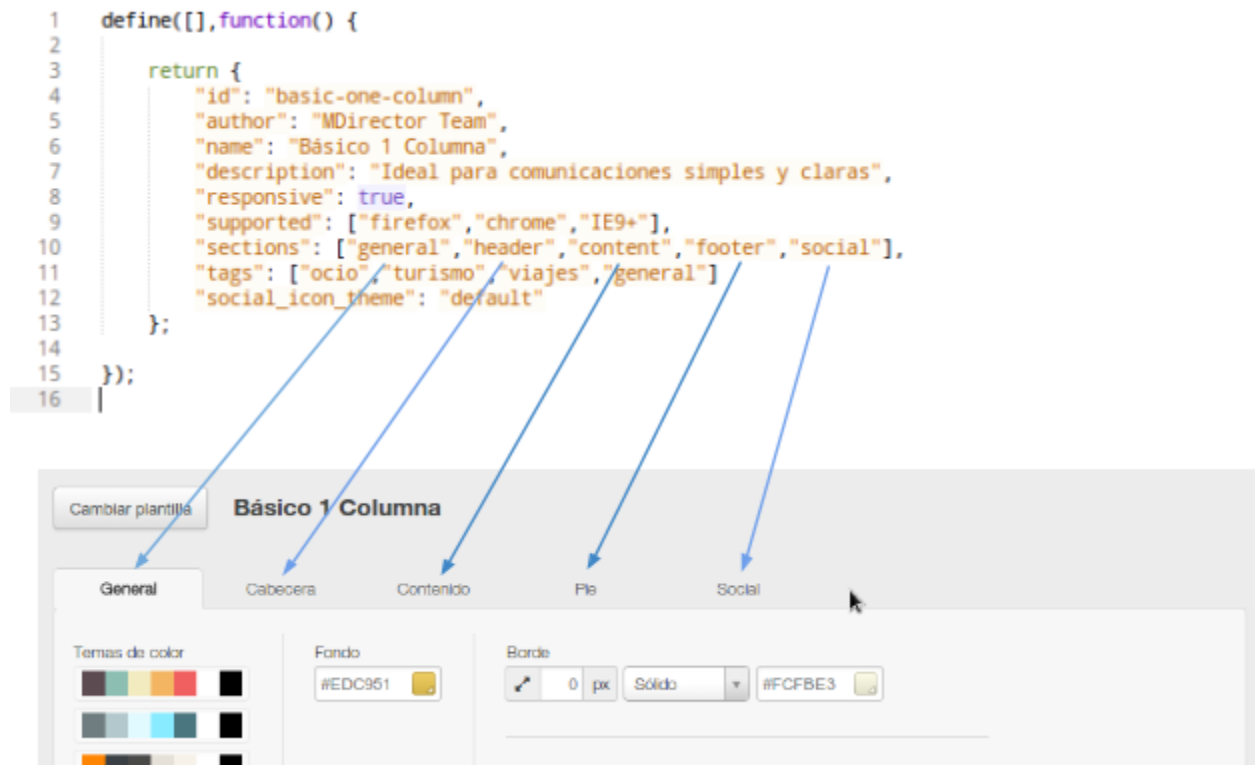 1 define([],function() {
2
3 return {
4 "id": "basic-one-column",
5 "author": "MDirector Team",
6 "name": "Básico 1 Columna",
7 "description": "Ideal para comunicaciones simples y claras",
8 "responsive": true,
9 "supported": ["firefox","chrome","IE9+"],
10 "sections": ["general","header","content","footer","social"],
11 "tags": ["ocio","turismo","viajes","general"]
12 "social_icon_theme": "default"
13 };
14
15 });
16
Cambiar plantilla Básico 1 Columna
General Cabecera Contenido Pie Social
Temas de color Fondo Borde
#EDC951 0 px Sólido #FCFBE3